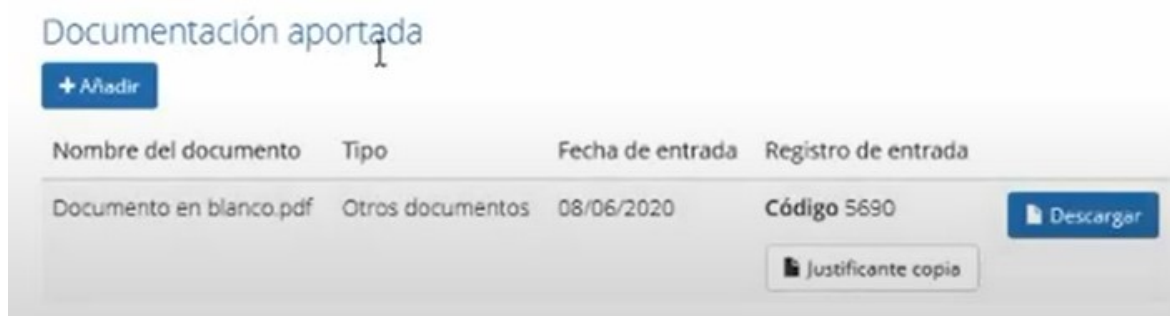 Documentación aportada
+ Añadir
Nombre del documento Tipo Fecha de entrada Registro de entrada
Documento en blanco.pdf Otros documentos 08/06/2020 Código 5690 Descargar
Justificante copia